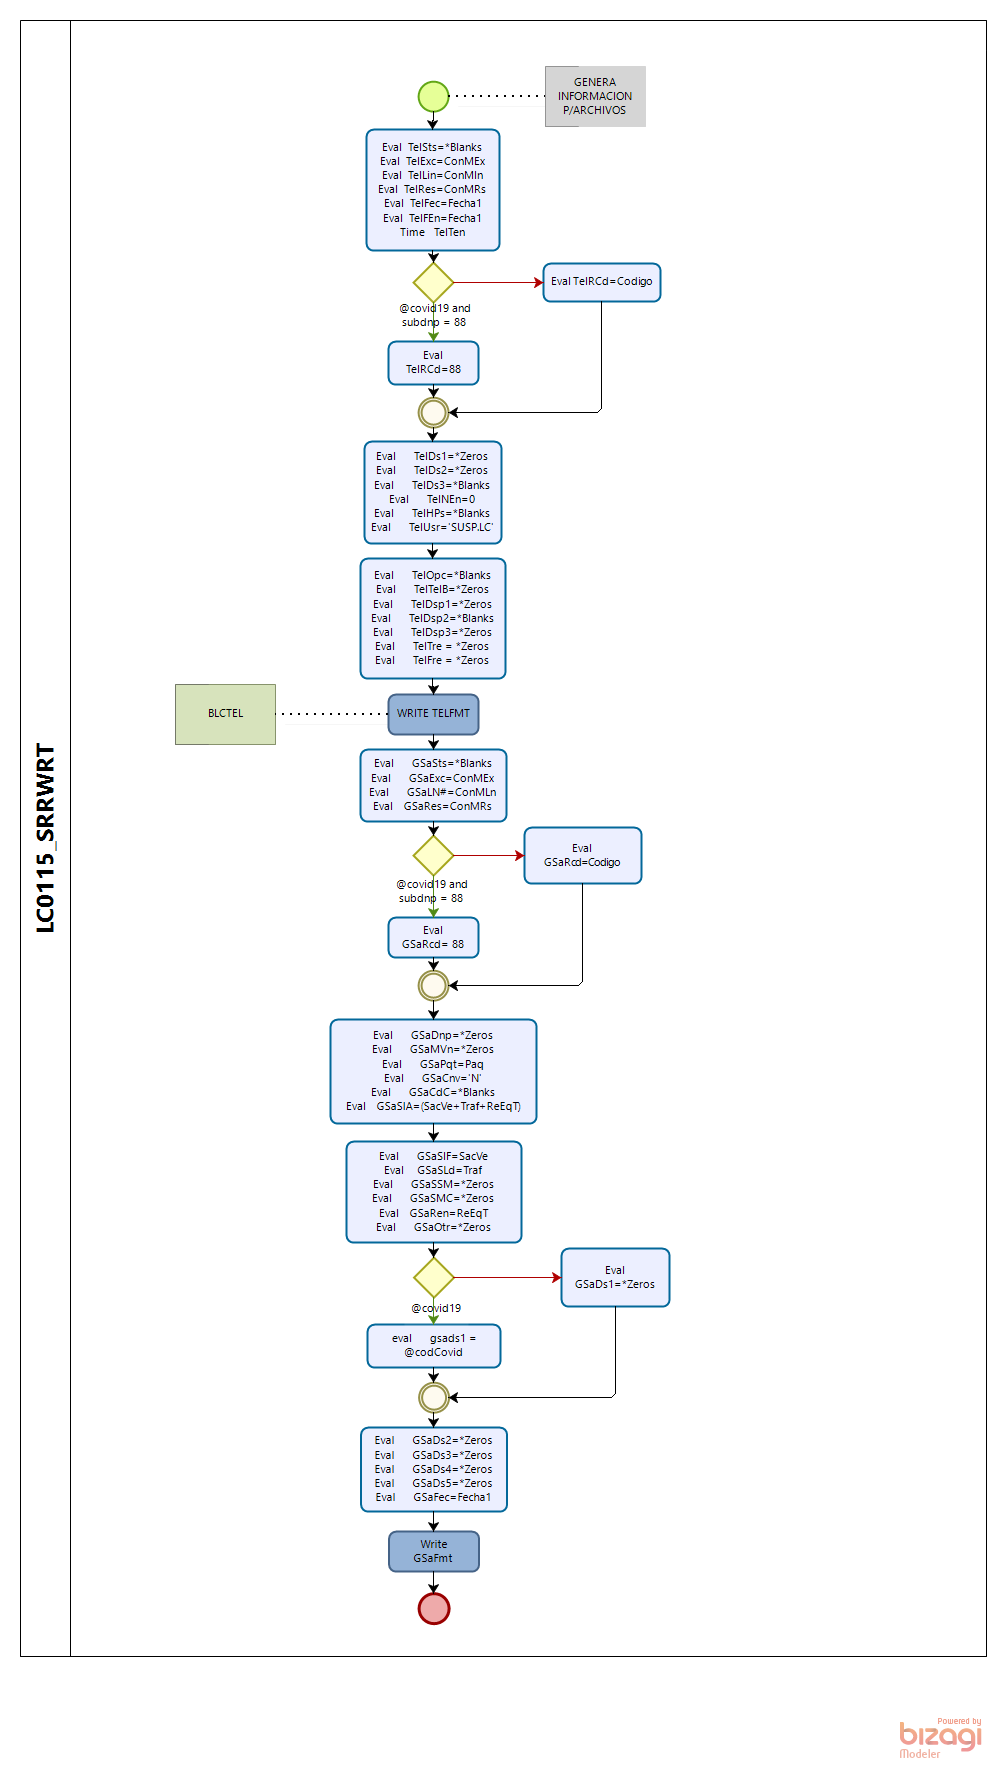 LC0115_SRRWRT
GENERA
INFORMACION
P/ARCHIVOS
Eval TelSts=*Blanks
Eval TelExc=ConMEx
Eval TelLin=ConMln
Eval TelRes=ConMRs
Eval TelFec=Fecha1
Eval TelFEn=Fecha1
Time TelTen
@covid19 and
subdnp = 88
Eval TelRCd=Codigo
Eval
TelRCd=88
Eval TelDs1=*Zeros
Eval TelDs2=*Zeros
Eval TelDs3=*Blanks
Eval TelNEn=0
Eval TelHPs=*Blanks
Eval TelUsr='SUSP.LC'
Eval TelOpc=*Blanks
Eval TelTelB=*Zeros
Eval TelDsp1=*Zeros
Eval TelDsp2=*Blanks
Eval TelDsp3=*Zeros
Eval TelTre = *Zeros
Eval TelFre = *Zeros
BLCTEL
WRITE TELFMT
Eval GSaSts=*Blanks
Eval GSaExc=ConMEx
Eval GSaLN#=ConMLn
Eval GSaRes=ConMRs
@covid19 and
subdnp = 88
Eval
GSaRcd=Codigo
Eval
GSaRcd= 88
Eval GSaDnp=*Zeros
Eval GSaMVn=*Zeros
Eval GSaPqt=Paq
Eval GSaCnv='N'
Eval GSaCdC=*Blanks
Eval GSaSIA=(SacVe+Traf+ReEqT)
Eval GSaSIF=SacVe
Eval GSaSLd=Traf
Eval GSaSSM=*Zeros
Eval GSaSMC=*Zeros
Eval GSaRen=ReEqT
Eval GSaOtr=*Zeros
@covid19
Eval
GSaDs1=*Zeros
eval gsads1 =
@codCovid
Eval GSaDs2=*Zeros
Eval GSaDs3=*Zeros
Eval GSaDs4=*Zeros
Eval GSaDs5=*Zeros
Eval GSaFec=Fecha1
Write
GSaFmt
Powered by
bizagi
Modeler